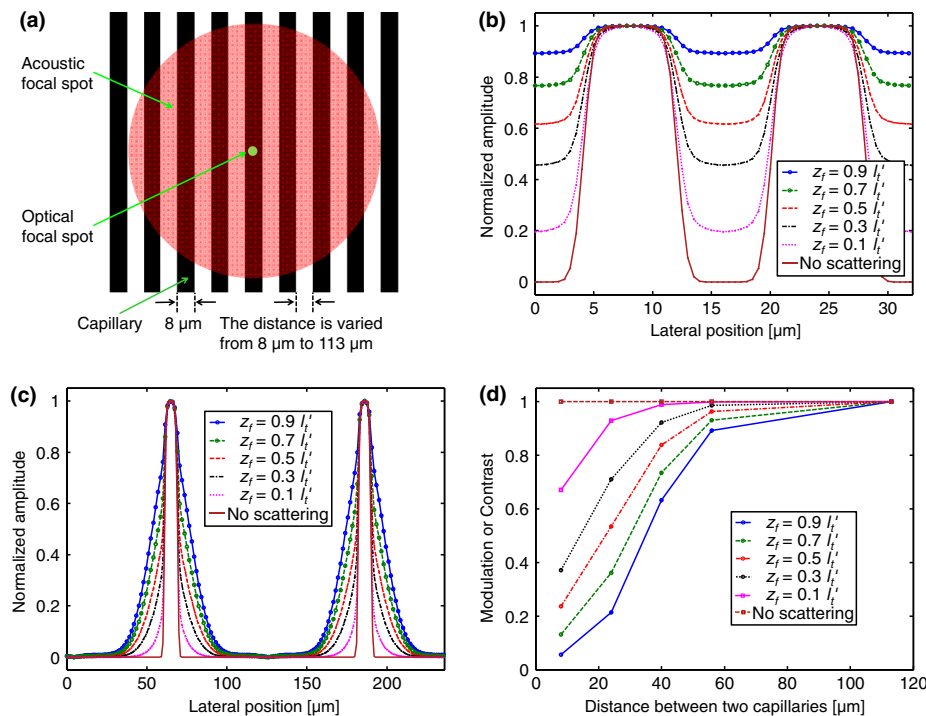 (a)
Acoustic
focal spot
Optical
focal spot
Capillary
8 µm
The distance is varied
from 8 µm to 113 µm
(b)
Normalized amplitude
1
0.8
0.6
0.4
0.2
0
z_f = 0.9 l_t'
z_f = 0.7 l_t'
z_f = 0.5 l_t'
z_f = 0.3 l_t'
z_f = 0.1 l_t'
No scattering
0 5 10 15 20 25 30
Lateral position [µm]
(c)
Normalized amplitude
1
0.8
0.6
0.4
0.2
0
z_f = 0.9 l_t'
z_f = 0.7 l_t'
z_f = 0.5 l_t'
z_f = 0.3 l_t'
z_f = 0.1 l_t'
No scattering
0 50 100 150 200
Lateral position [µm]
(d)
Modulation or Contrast
1
0.8
0.6
0.4
0.2
0
z_f = 0.9 l_t'
z_f = 0.7 l_t'
z_f = 0.5 l_t'
z_f = 0.3 l_t'
z_f = 0.1 l_t'
No scattering
0 20 40 60 80 100 120
Distance between two capillaries [µm]